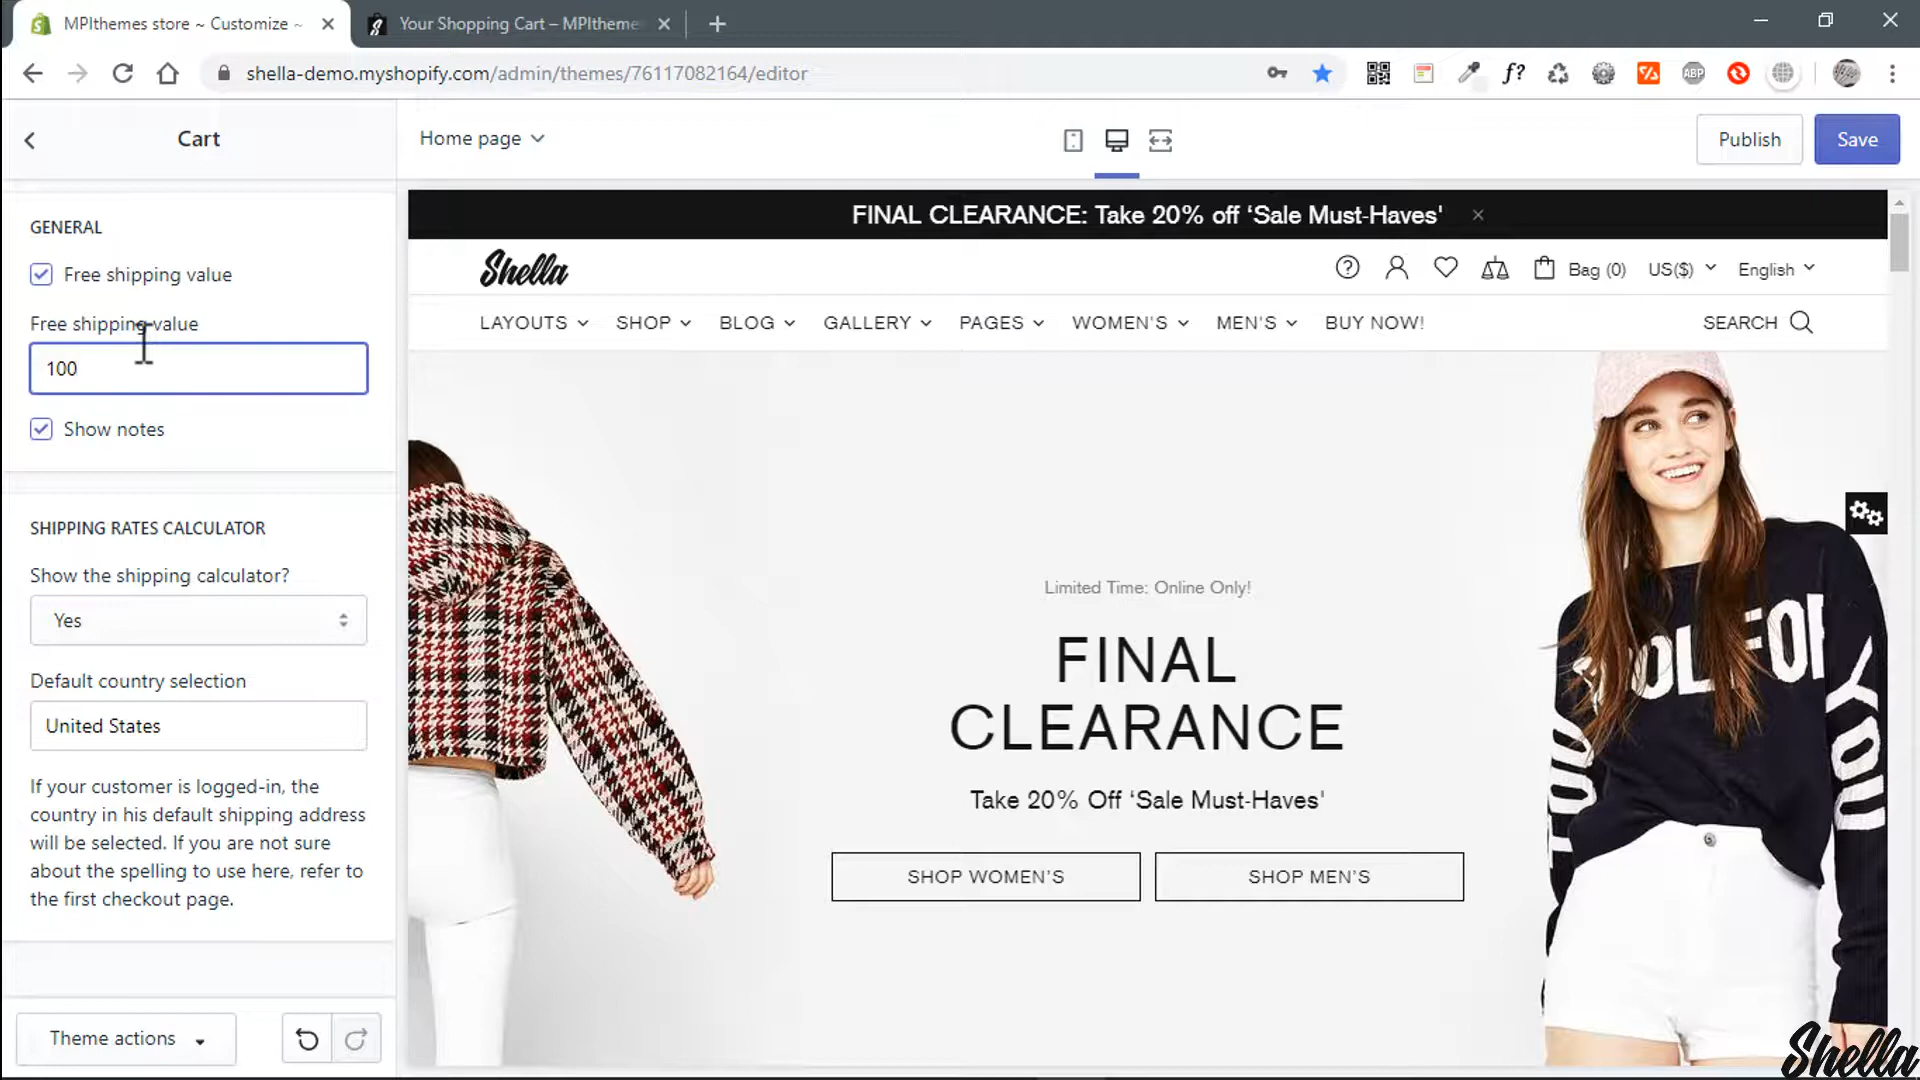 MPIthemes store ~ Customize ~
Your Shopping Cart – MPItheme
shella-demo.myshopify.com/admin/themes/76117082164/editor
f?
ABP
Cart
Home page
Publish
Save
GENERAL
Free shipping value
Free shipping value
100
Show notes
SHIPPING RATES CALCULATOR
Show the shipping calculator?
Yes
Default country selection
United States
If your customer is logged-in, the
country in his default shipping address
will be selected. If you are not sure
about the spelling to use here, refer to
the first checkout page.
Theme actions
FINAL CLEARANCE: Take 20% off ‘Sale Must-Haves’
Shella
Bag (0)
US($)
English
LAYOUTS
SHOP
BLOG
GALLERY
PAGES
WOMEN'S
MEN'S
BUY NOW!
SEARCH
Limited Time: Online Only!
FINAL
CLEARANCE
Take 20% Off ‘Sale Must-Haves’
SHOP WOMEN'S
SHOP MEN'S
OOL FOR
YOU
Shella